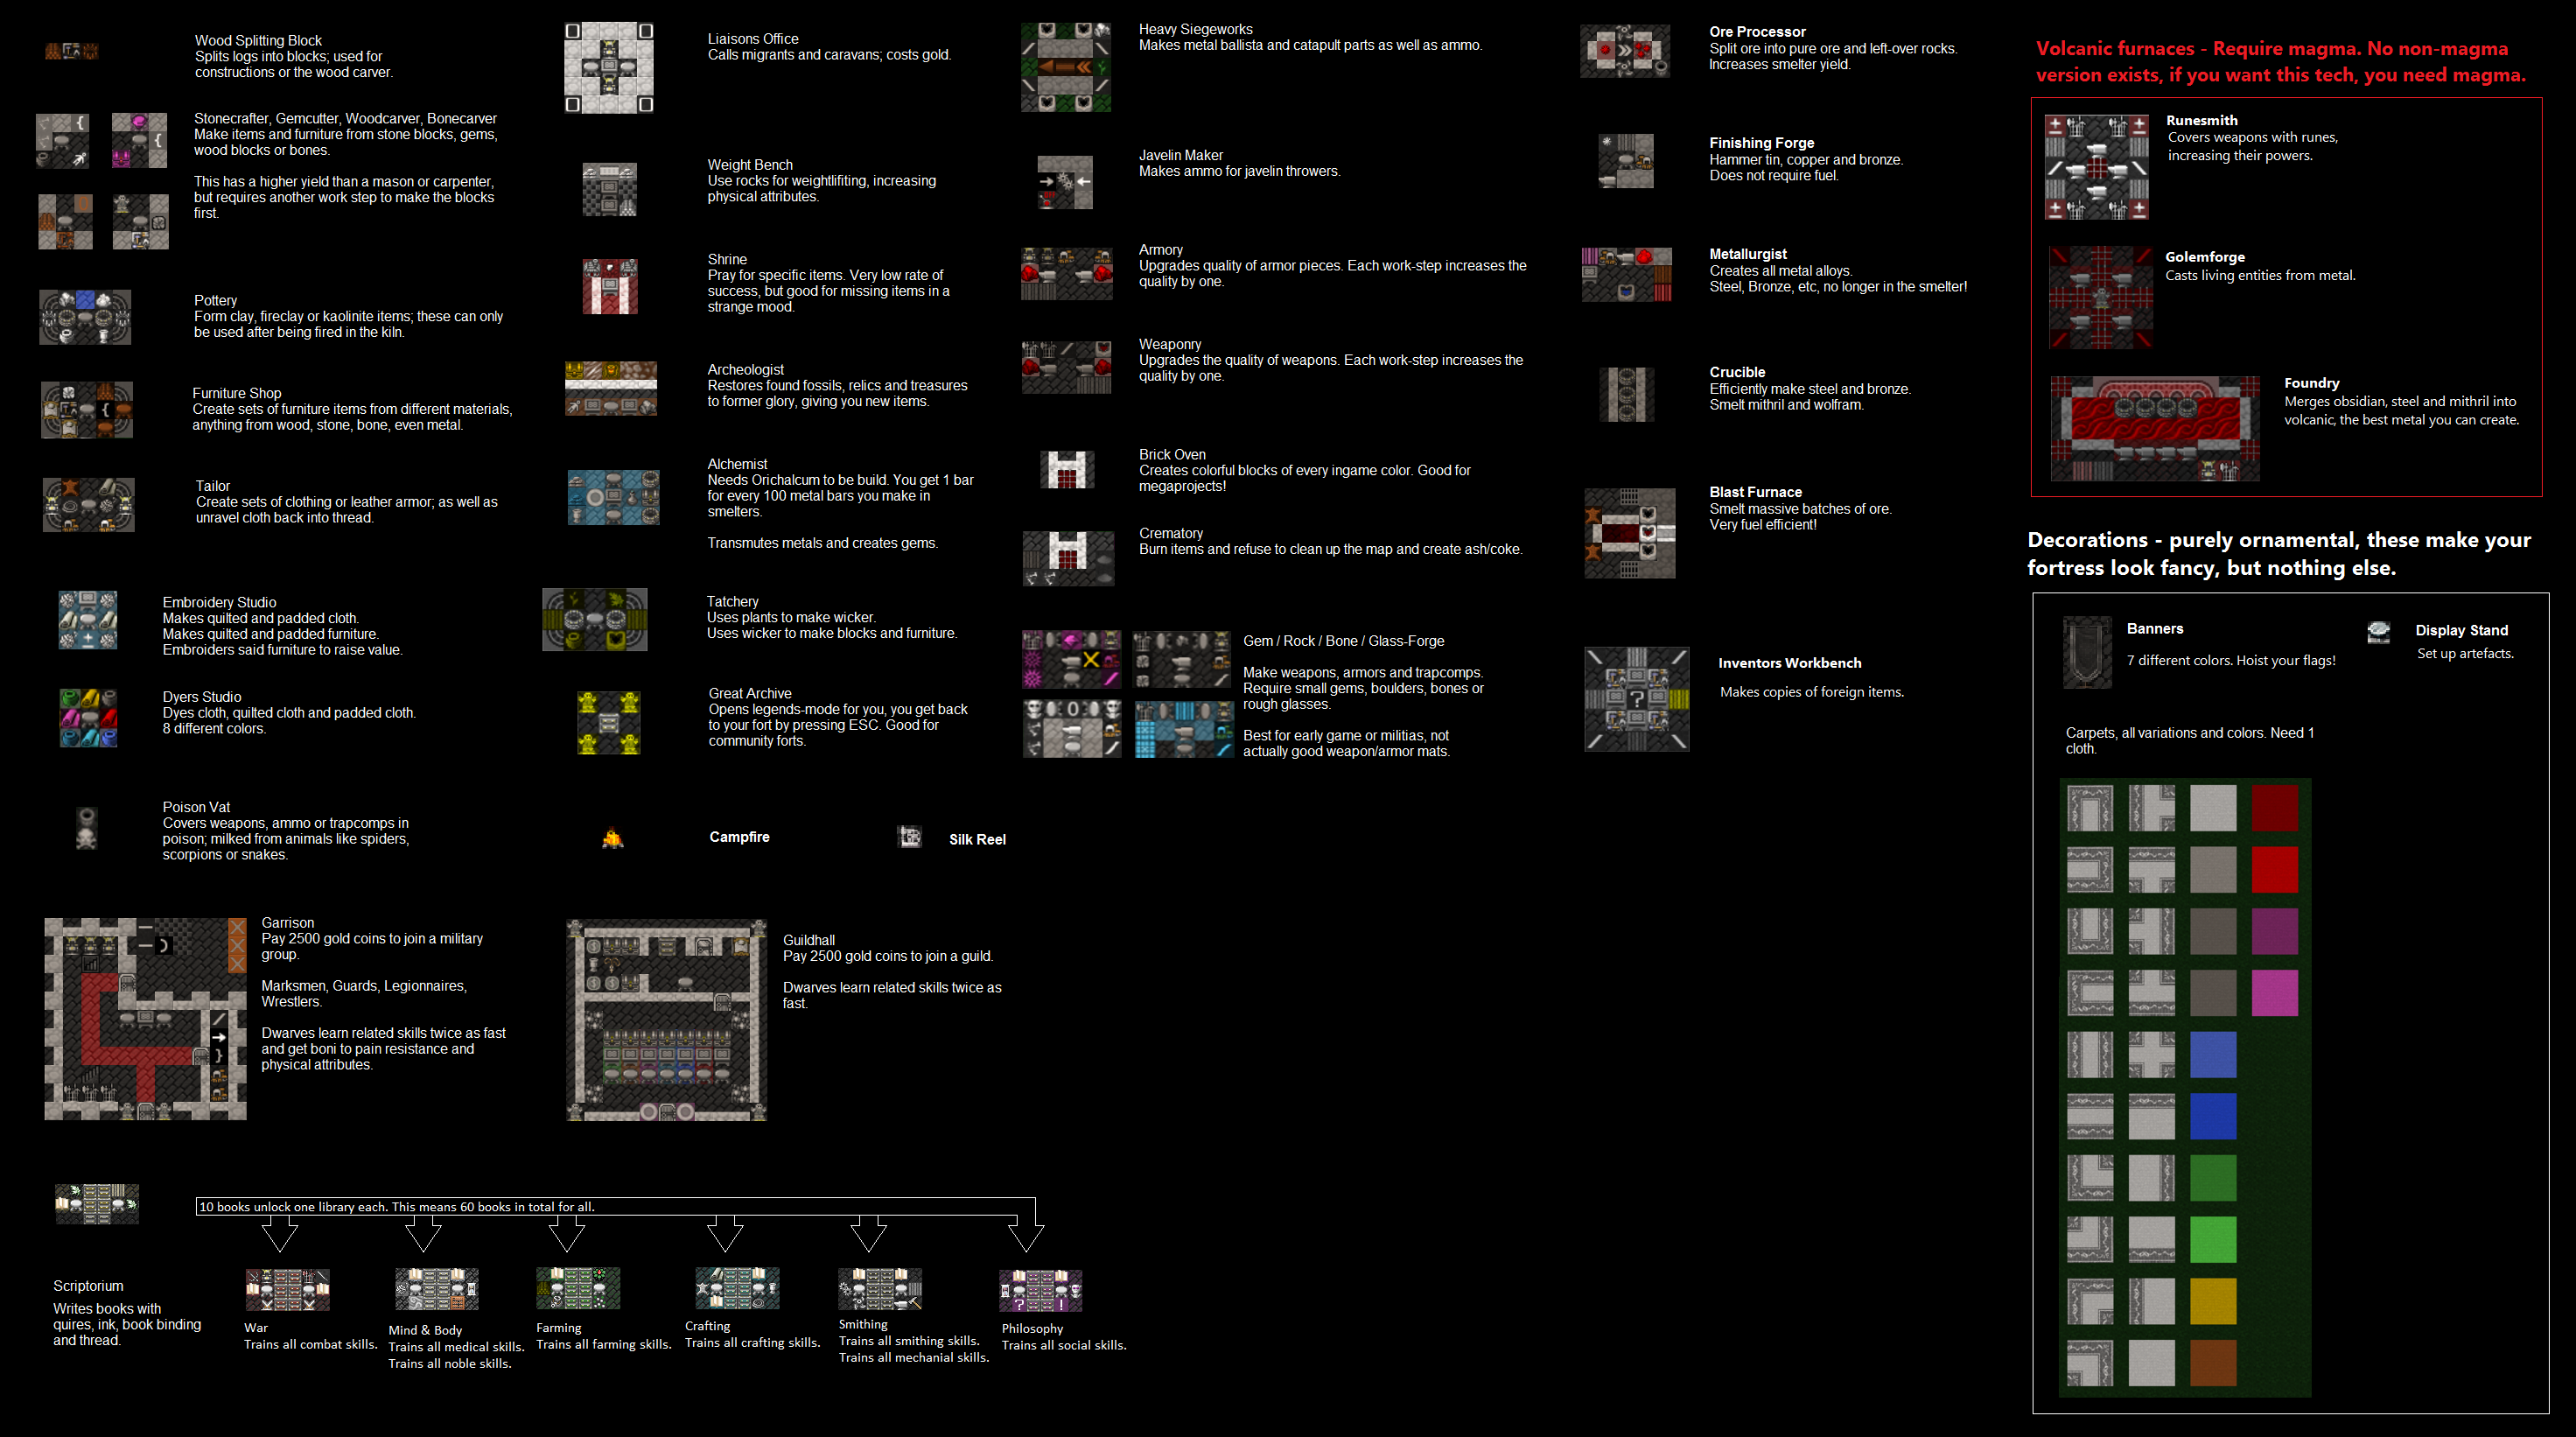 Wood Splitting Block
Splits logs into blocks; used for
constructions or the wood carver.
Stonecrafter, Gemcutter, Woodcarver, Bonecarver
Make items and furniture from stone blocks, gems,
wood blocks or bones.
This has a higher yield than a mason or carpenter,
but requires another work step to make the blocks
first.
Pottery
Form clay, fireclay or kaolinite items; these can only
be used after being fired in the kiln.
Furniture Shop
Create sets of furniture items from different materials,
anything from wood, stone, bone, even metal.
Tailor
Create sets of clothing or leather armor; as well as
unravel cloth back into thread.
Embroidery Studio
Makes quilted and padded cloth.
Makes quilted and padded furniture.
Embroiders said furniture to raise value.
Dyers Studio
Dyes cloth, quilted cloth and padded cloth.
8 different colors.
Poison Vat
Covers weapons, ammo or trapcomps in
poison; milked from animals like spiders,
scorpions or snakes.
Garrison
Pay 2500 gold coins to join a military
group.
Marksmen, Guards, Legionnaires,
Wrestlers.
Dwarves learn related skills twice as fast
and get boni to pain resistance and
physical attributes.
Liaisons Office
Calls migrants and caravans; costs gold.
Weight Bench
Use rocks for weightlifiting, increasing
physical attributes.
Shrine
Pray for specific items. Very low rate of
success, but good for missing items in a
strange mood.
Archeologist
Restores found fossils, relics and treasures
to former glory, giving you new items.
Alchemist
Needs Orichalcum to be build. You get 1 bar
for every 100 metal bars you make in
smelters.
Transmutes metals and creates gems.
Tatchery
Uses plants to make wicker.
Uses wicker to make blocks and furniture.
Great Archive
Opens legends-mode for you, you get back
to your fort by pressing ESC. Good for
community forts.
Campfire
Silk Reel
Guildhall
Pay 2500 gold coins to join a guild.
Dwarves learn related skills twice as
fast.
Heavy Siegeworks
Makes metal ballista and catapult parts as well as ammo.
Javelin Maker
Makes ammo for javelin throwers.
Armory
Upgrades quality of armor pieces. Each work-step increases the
quality by one.
Weaponry
Upgrades the quality of weapons. Each work-step increases the
quality by one.
Brick Oven
Creates colorful blocks of every ingame color. Good for
megaprojects!
Crematory
Burn items and refuse to clean up the map and create ash/coke.
Gem / Rock / Bone / Glass-Forge
Make weapons, armors and trapcomps.
Require small gems, boulders, bones or
rough glasses.
Best for early game or militias, not
actually good weapon/armor mats.
Ore Processor
Split ore into pure ore and left-over rocks.
Increases smelter yield.
Finishing Forge
Hammer tin, copper and bronze.
Does not require fuel.
Metallurgist
Creates all metal alloys.
Steel, Bronze, etc, no longer in the smelter!
Crucible
Efficiently make steel and bronze.
Smelt mithril and wolfram.
Blast Furnace
Smelt massive batches of ore.
Very fuel efficient!
Inventors Workbench
Makes copies of foreign items.
Volcanic furnaces - Require magma. No non-magma
version exists, if you want this tech, you need magma.
Runesmith
Covers weapons with runes,
increasing their powers.
Golemforge
Casts living entities from metal.
Foundry
Merges obsidian, steel and mithril into
volcanic, the best metal you can create.
Decorations - purely ornamental, these make your
fortress look fancy, but nothing else.
Banners
7 different colors. Hoist your flags!
Display Stand
Set up artefacts.
Carpets, all variations and colors. Need 1
cloth.
10 books unlock one library each. This means 60 books in total for all.
Scriptorium
Writes books with
quires, ink, book binding
and thread.
War
Trains all combat skills.
Mind & Body
Trains all medical skills.
Trains all noble skills.
Farming
Trains all farming skills.
Crafting
Trains all crafting skills.
Smithing
Trains all smithing skills.
Trains all mechanial skills.
Philosophy
Trains all social skills.